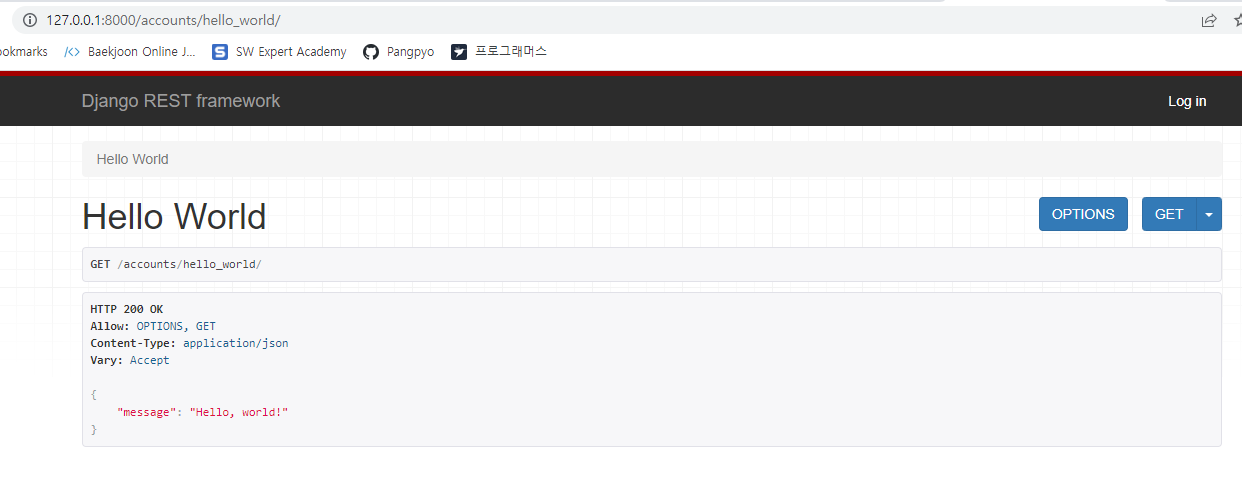 127.0.0.1:8000/accounts/hello_world/
ookmarks Baekjoon Online J... SW Expert Academy Pangpyo 프로그래머스
Django REST framework Log in
Hello World
Hello World OPTIONS GET
GET /accounts/hello_world/
HTTP 200 OK
Allow: OPTIONS, GET
Content-Type: application/json
Vary: Accept
{
"message": "Hello, world!"
}